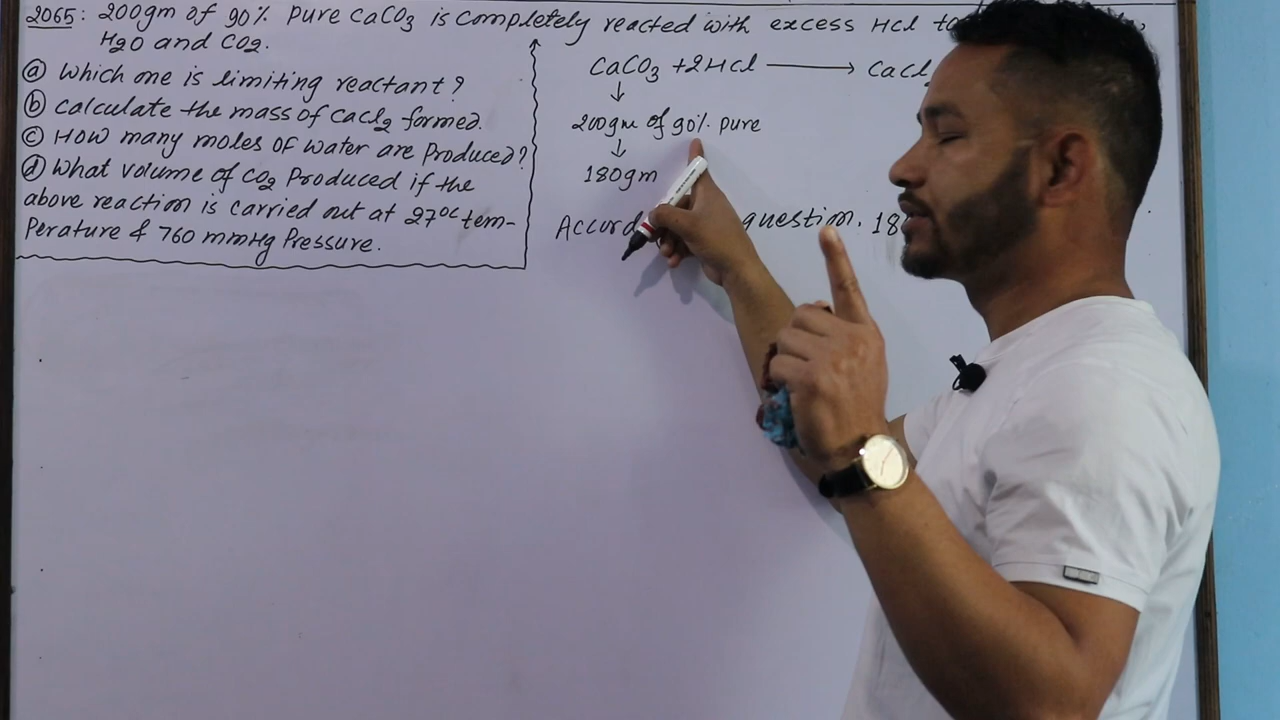 2065: 200gm of 90% pure CaCO3 is completely reacted with excess HCl to
H2O and CO2.
(a) Which one is limiting reactant?
(b) Calculate the mass of CaCl2 formed.
(c) How many moles of water are Produced?
(d) What volume of CO2 Produced if the
above reaction is carried out at 27°C tem-
Perature & 760 mmHg Pressure.
CaCO3 + 2HCl ⟶ CaCl2
↓
200gm of 90% pure
↓
180gm
question. 18